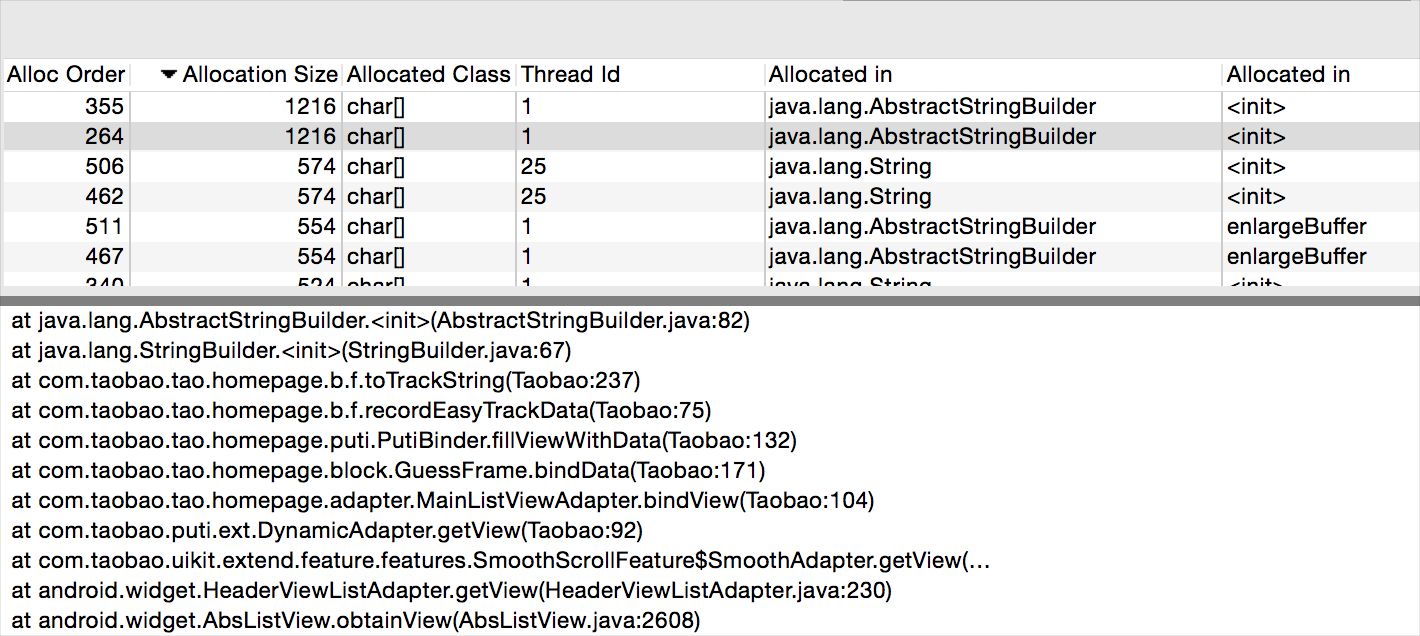 Alloc Order Allocation Size Allocated Class Thread Id Allocated in Allocated in
355 1216 char[] 1 java.lang.AbstractStringBuilder <init>
264 1216 char[] 1 java.lang.AbstractStringBuilder <init>
506 574 char[] 25 java.lang.String <init>
462 574 char[] 25 java.lang.String <init>
511 554 char[] 1 java.lang.AbstractStringBuilder enlargeBuffer
467 554 char[] 1 java.lang.AbstractStringBuilder enlargeBuffer
340 524 char[] 1 java.lang.String <init>
at java.lang.AbstractStringBuilder.<init>(AbstractStringBuilder.java:82)
at java.lang.StringBuilder.<init>(StringBuilder.java:67)
at com.taobao.tao.homepage.b.f.toTrackString(Taobao:237)
at com.taobao.tao.homepage.b.f.recordEasyTrackData(Taobao:75)
at com.taobao.tao.homepage.puti.PutiBinder.fillViewWithData(Taobao:132)
at com.taobao.tao.homepage.block.GuessFrame.bindData(Taobao:171)
at com.taobao.tao.homepage.adapter.MainListViewAdapter.bindView(Taobao:104)
at com.taobao.puti.ext.DynamicAdapter.getView(Taobao:92)
at com.taobao.uikit.extend.feature.features.SmoothScrollFeature$SmoothAdapter.getView(…
at android.widget.HeaderViewListAdapter.getView(HeaderViewListAdapter.java:230)
at android.widget.AbsListView.obtainView(AbsListView.java:2608)